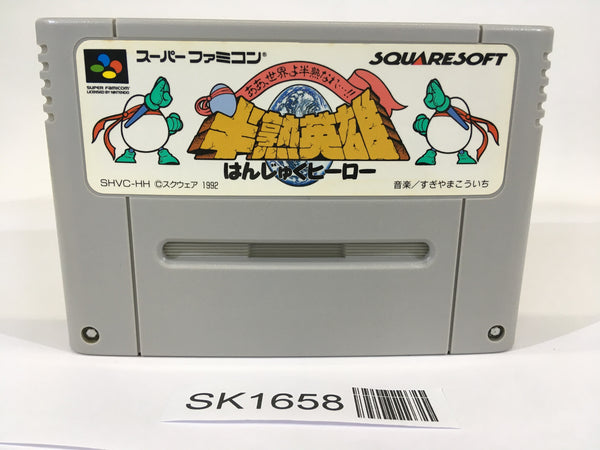 スーパーファミコン®
SQUARESOFT
SUPER FAMICOM
LICENSED BY NINTENDO
ああ、世界よ半熟なれ…!!
半熟英雄
はんじゅくヒーロー
SHVC-HH ©スクウェア 1992
音楽/すぎやまこういち
SK1658